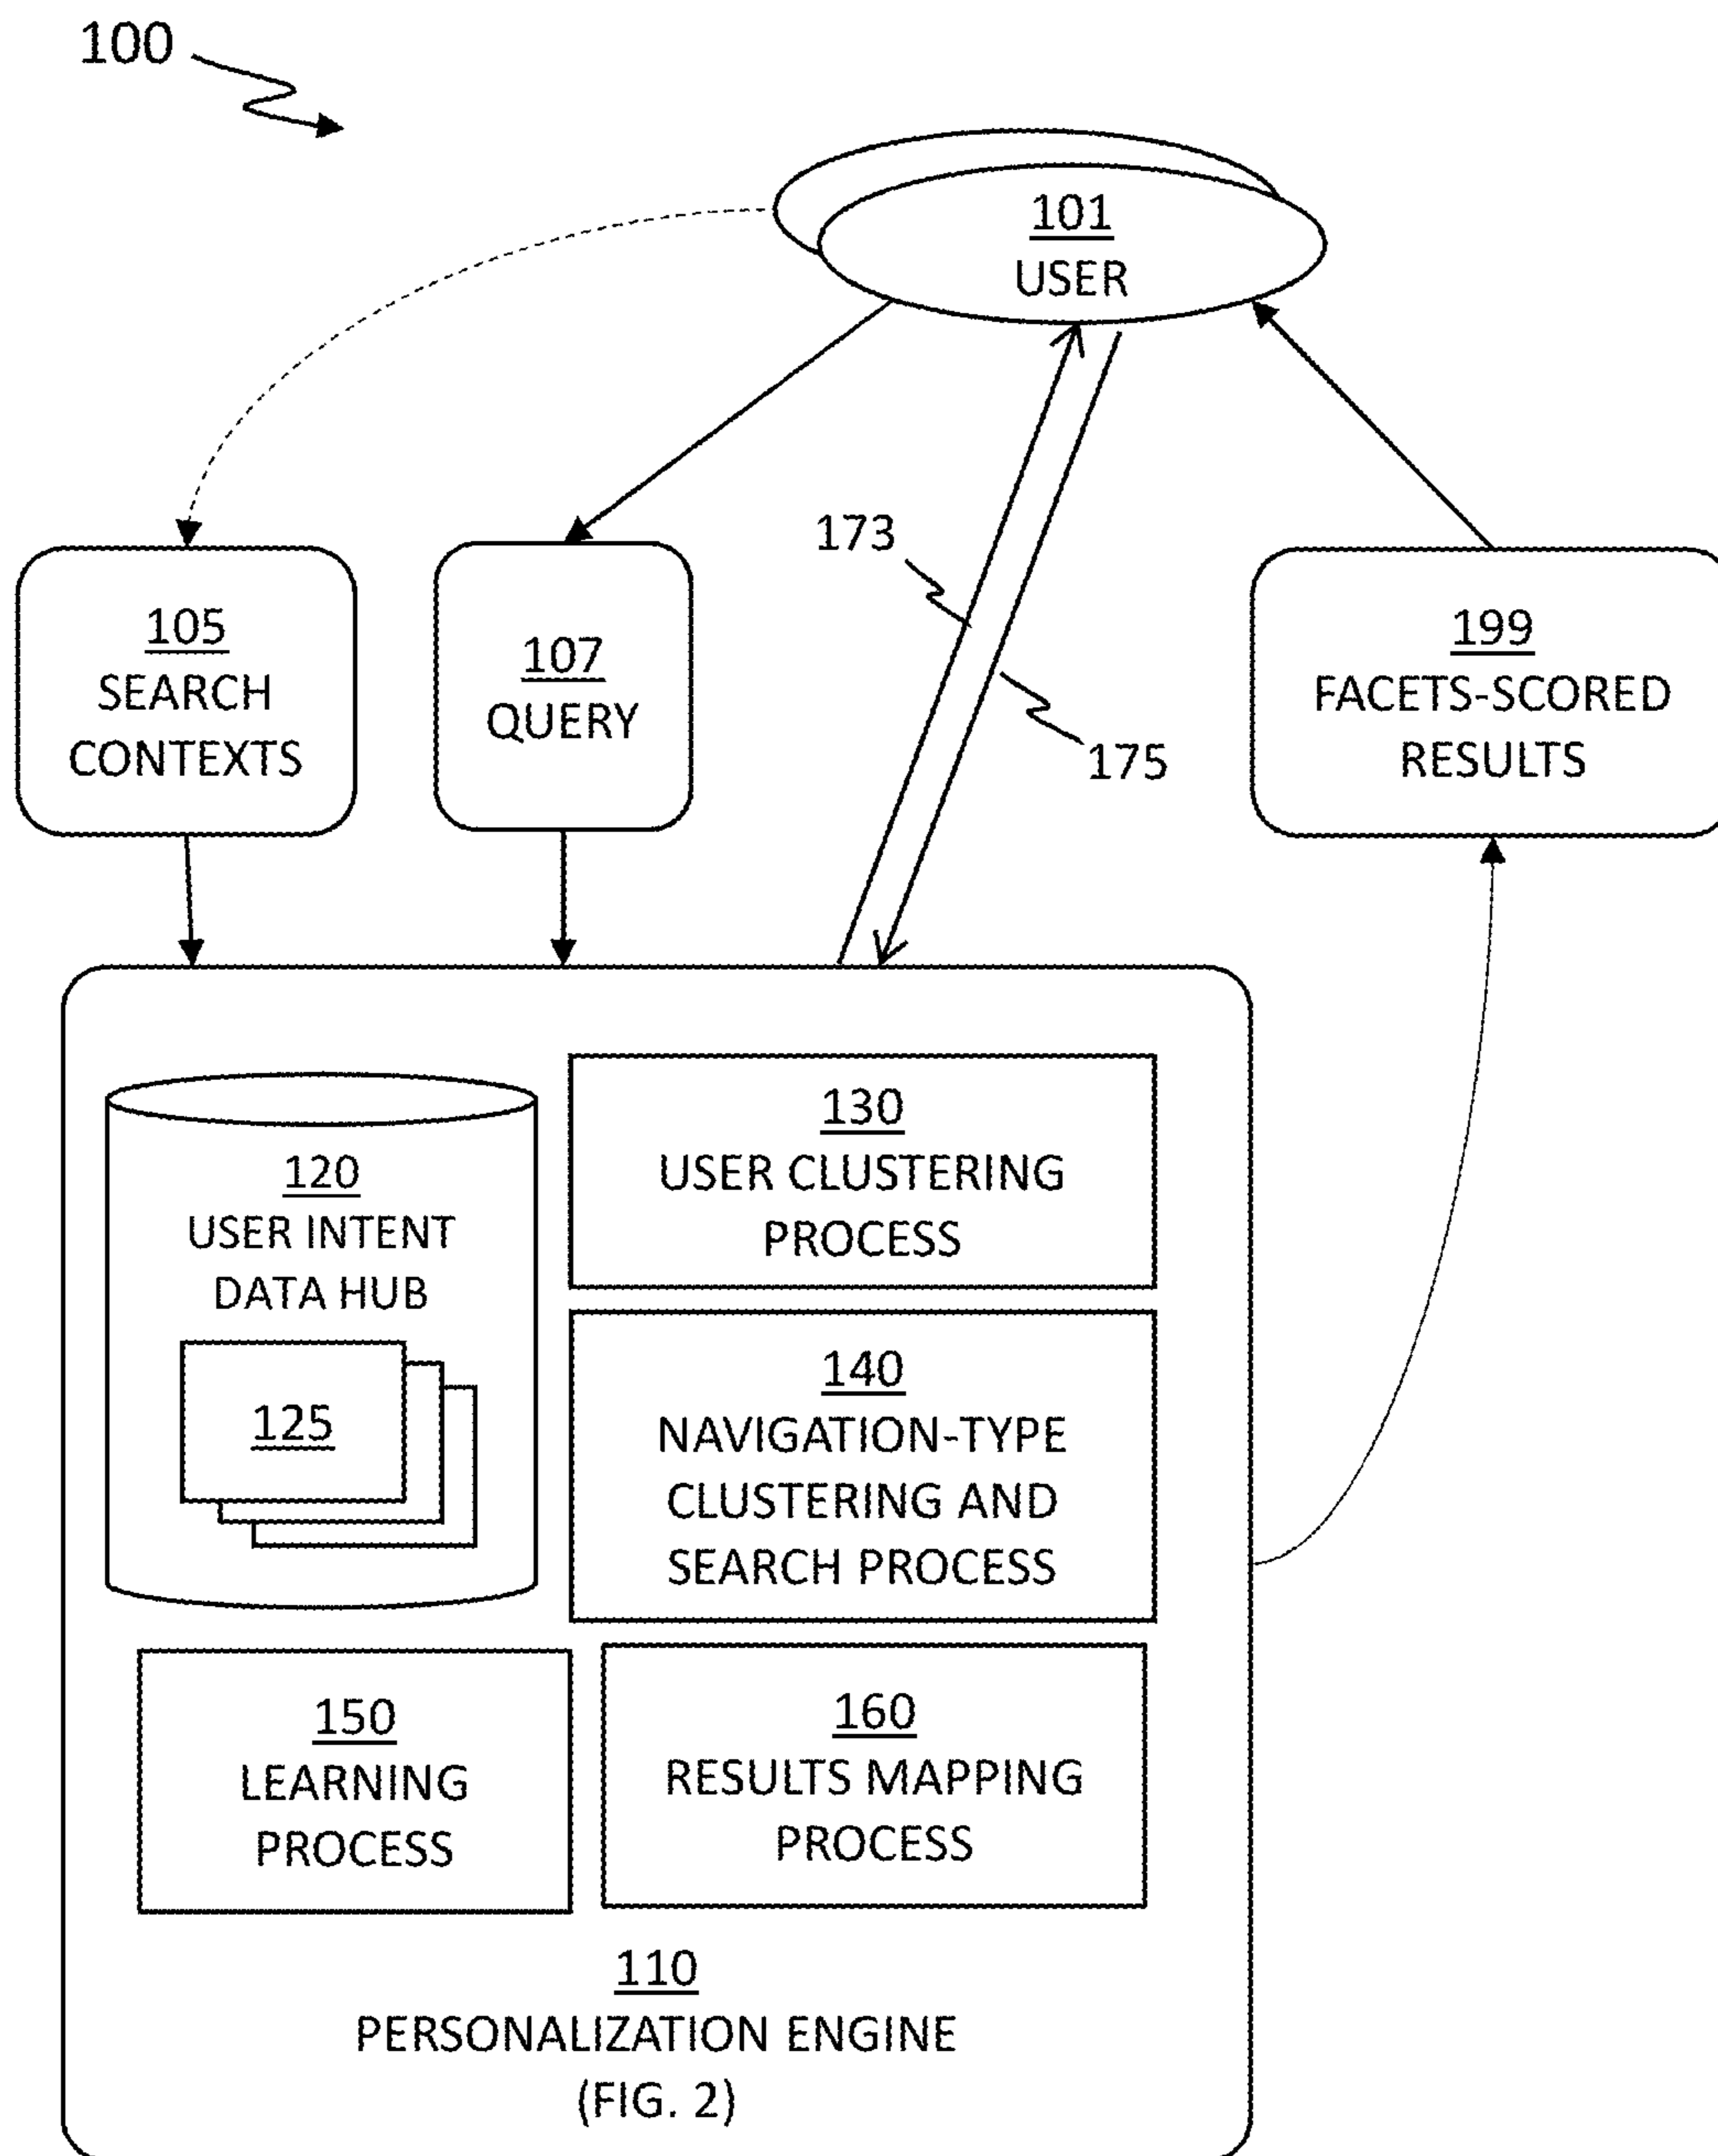 100
101
USER
173
175
105
SEARCH
CONTEXTS
107
QUERY
199
FACETS-SCORED
RESULTS
120
USER INTENT
DATA HUB
125
130
USER CLUSTERING
PROCESS
140
NAVIGATION-TYPE
CLUSTERING AND
SEARCH PROCESS
150
LEARNING
PROCESS
160
RESULTS MAPPING
PROCESS
110
PERSONALIZATION ENGINE
(FIG. 2)